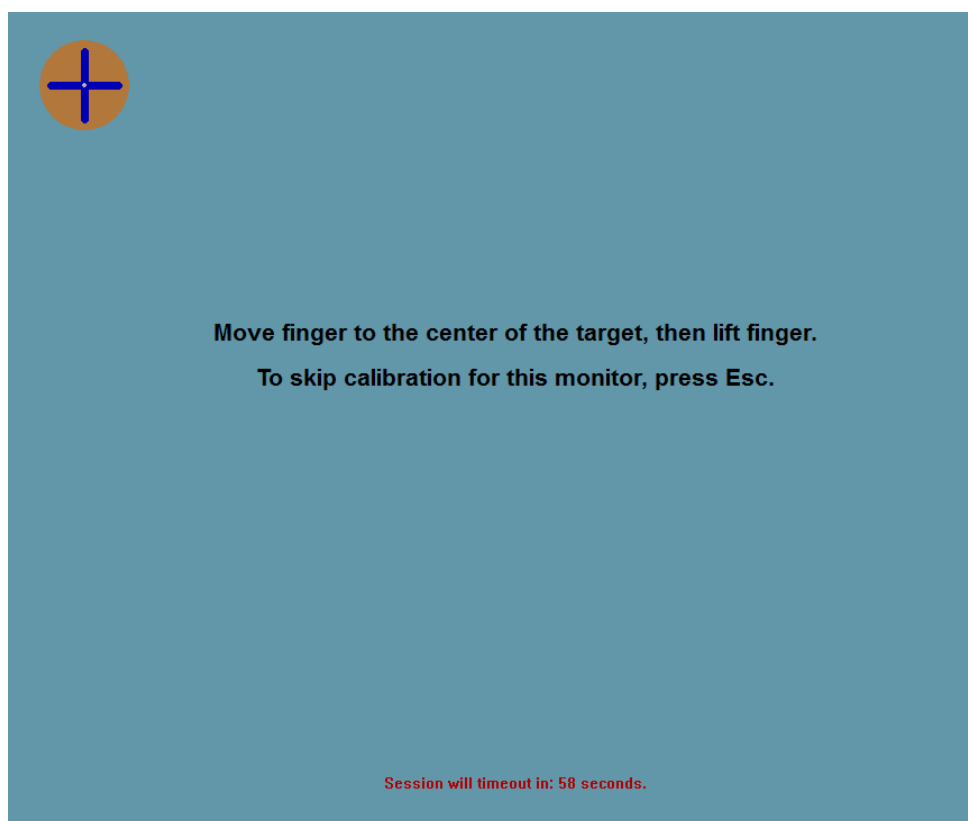 Move finger to the center of the target, then lift finger.
To skip calibration for this monitor, press Esc.
Session will timeout in: 58 seconds.